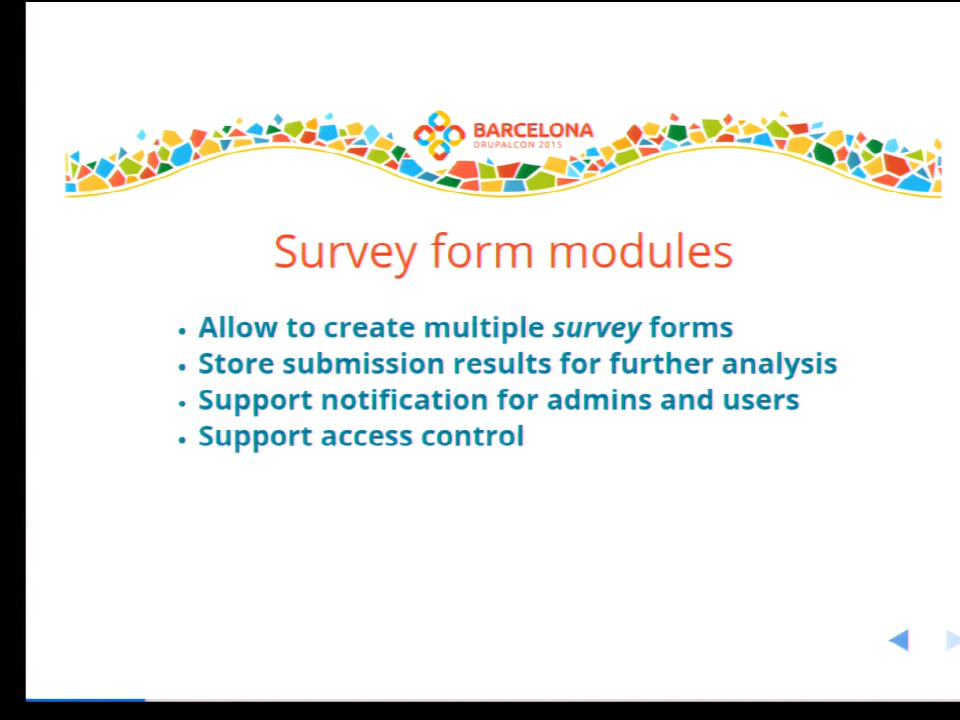 BARCELONA
DRUPALCON 2015
Survey form modules
• Allow to create multiple survey forms
• Store submission results for further analysis
• Support notification for admins and users
• Support access control